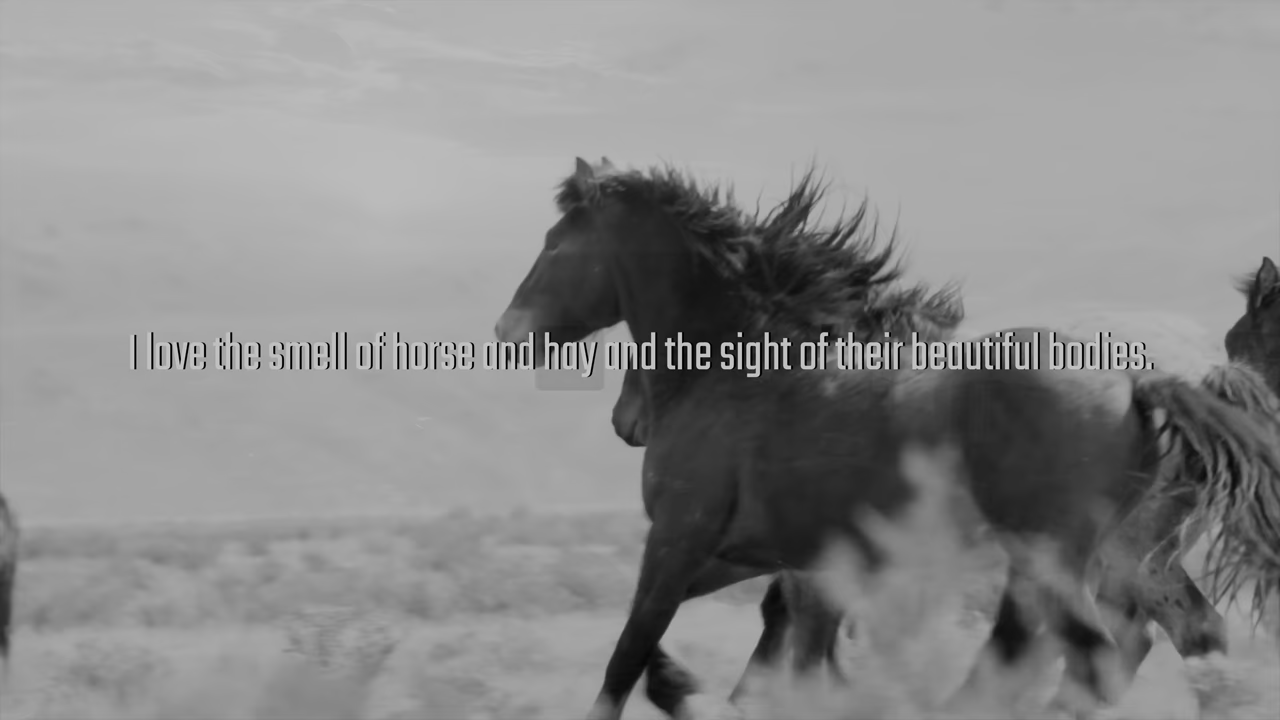 I love the smell of horse and hay and the sight of their beautiful bodies.